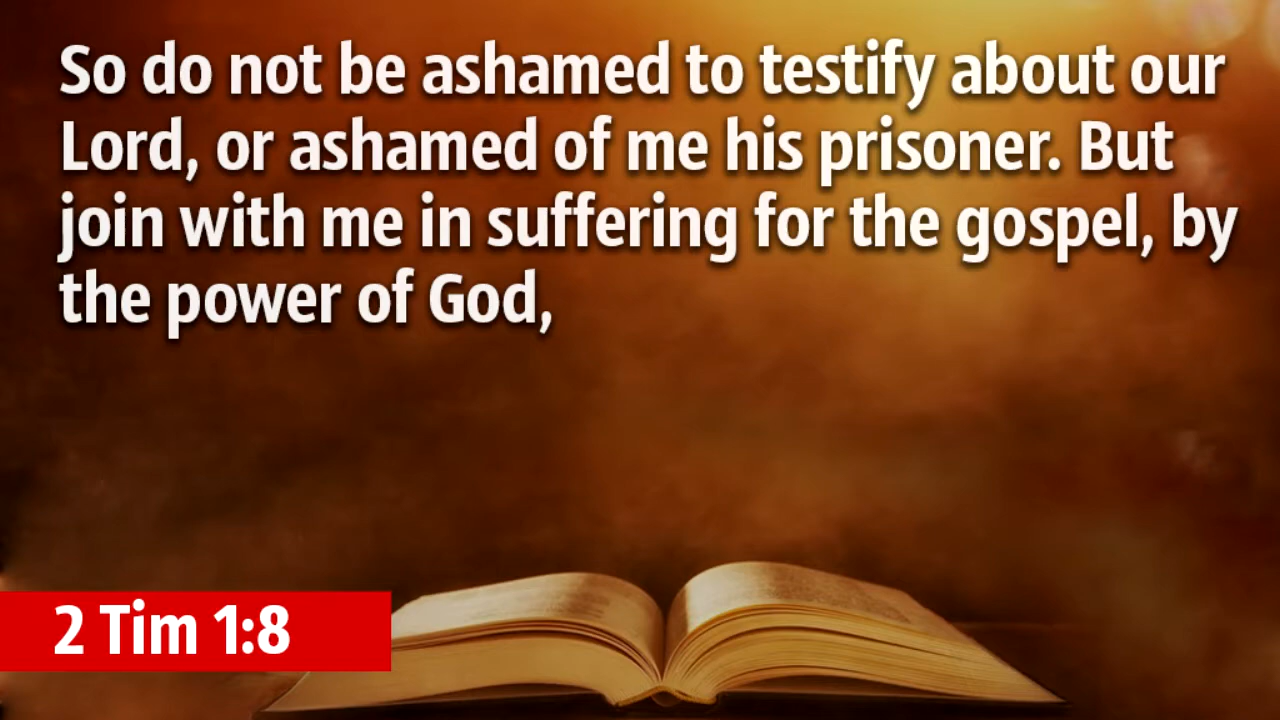 So do not be ashamed to testify about our
Lord, or ashamed of me his prisoner. But
join with me in suffering for the gospel, by
the power of God,
2 Tim 1:8